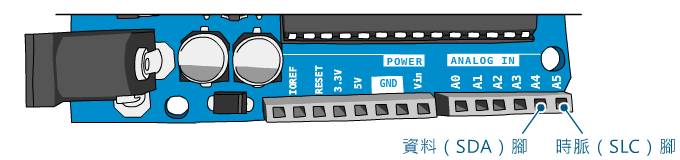 POWER
ANALOG IN
IOREF
RESET
3.3V
5V
GND
Vin
A0
A1
A2
A3
A4
A5
資料（SDA）腳
時脈（SLC）腳